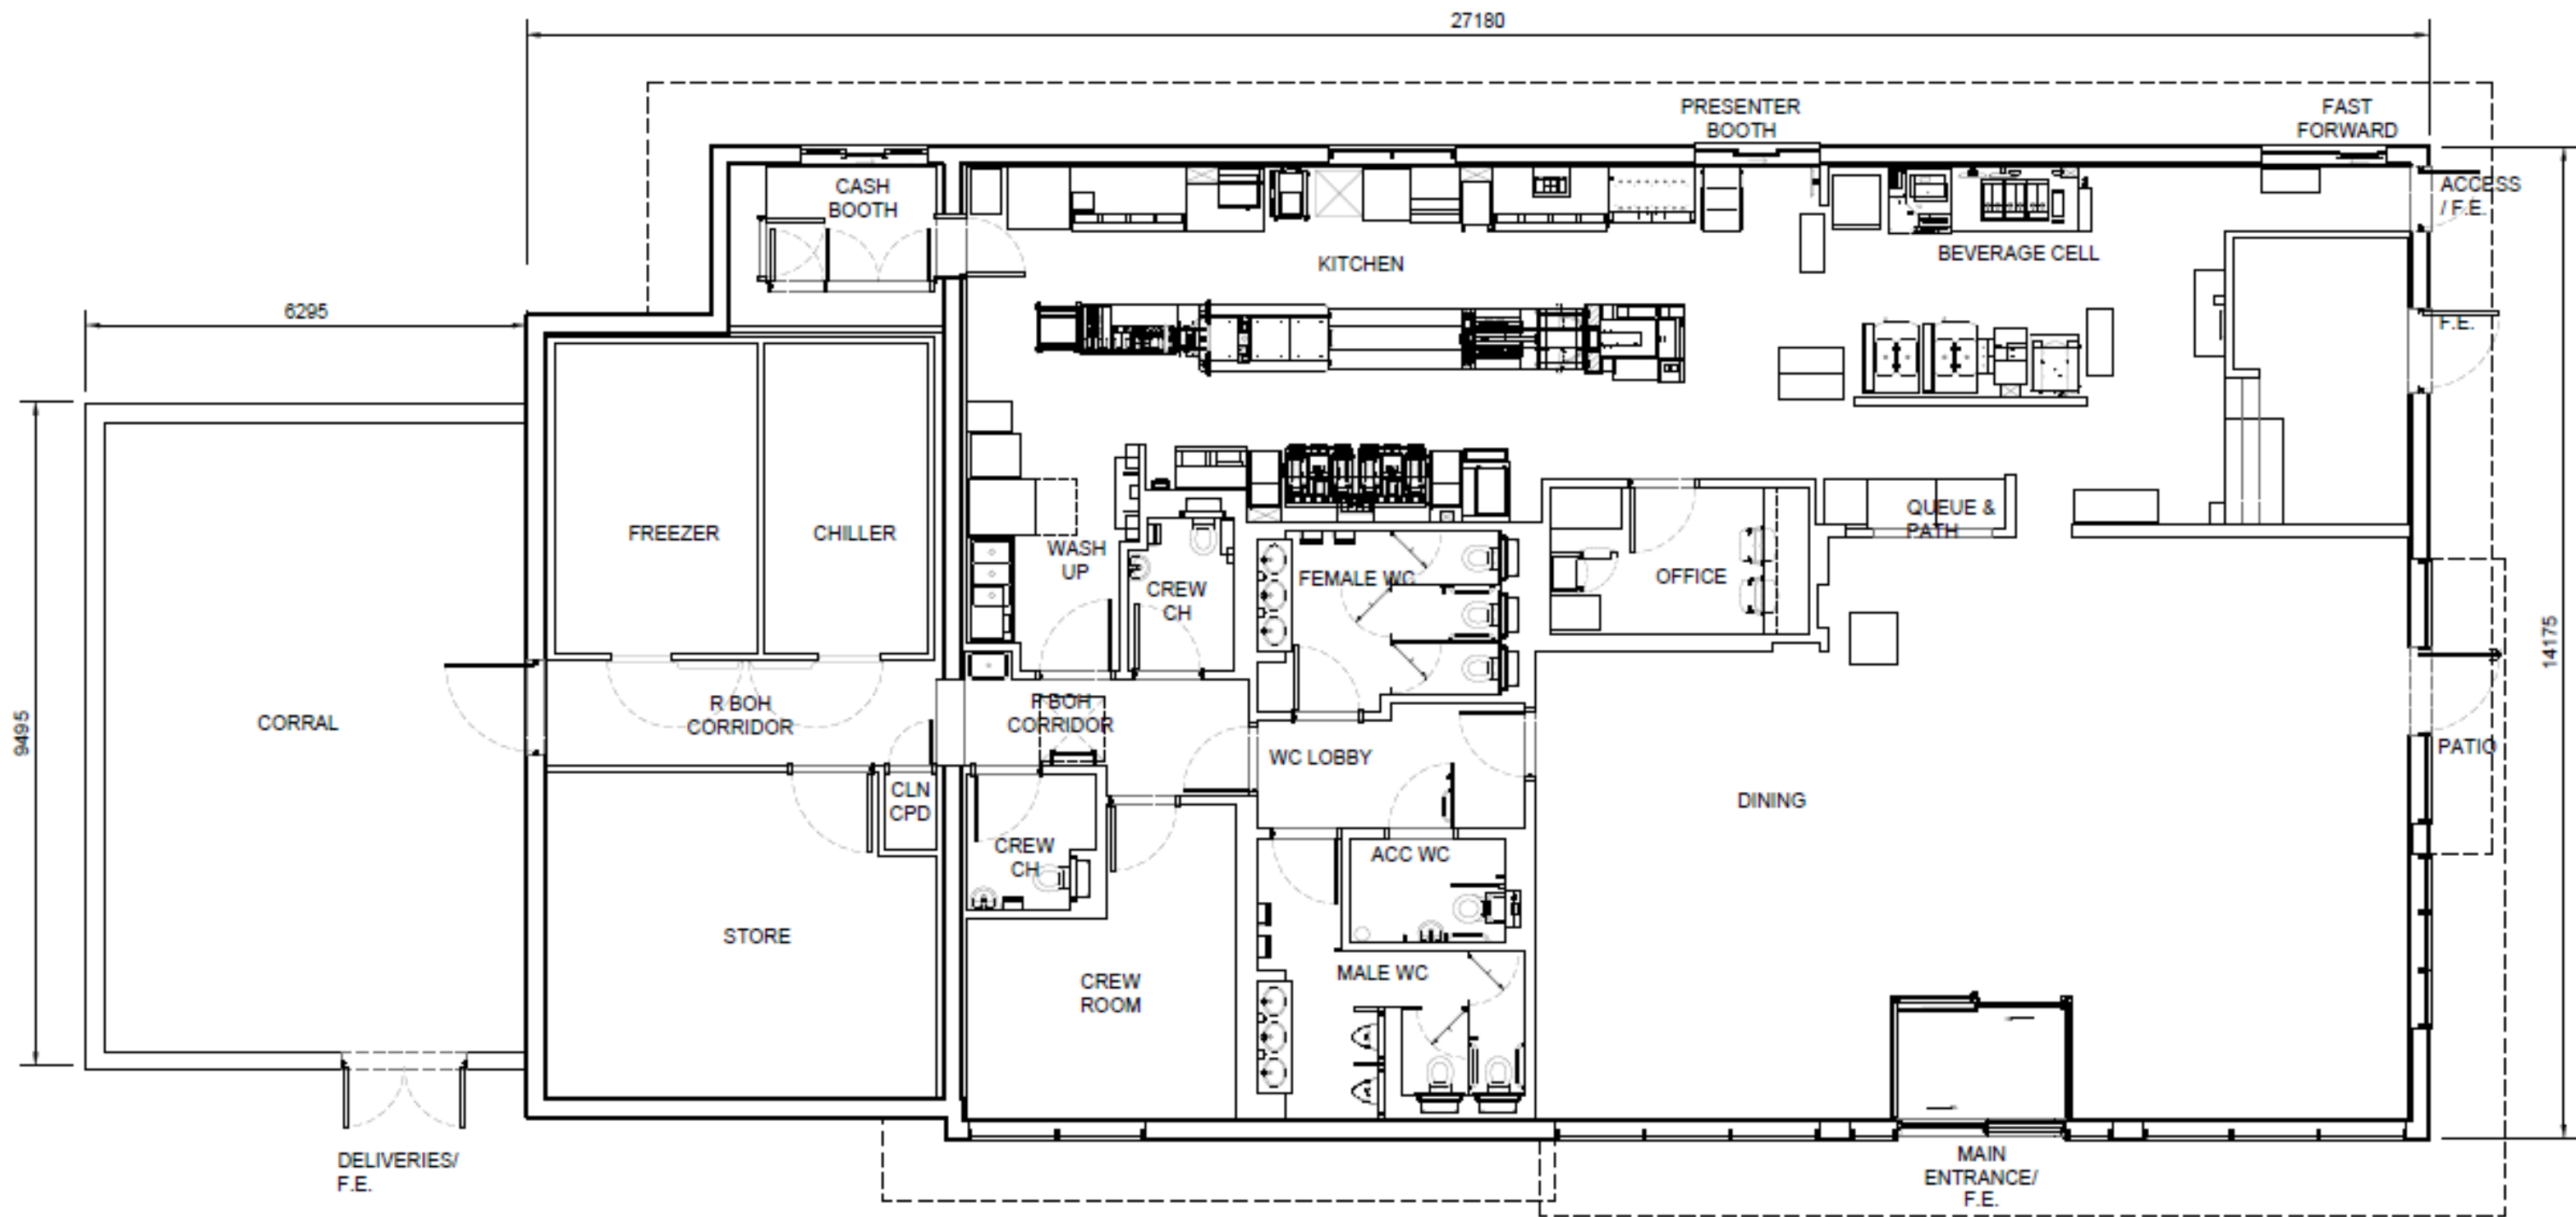 27180
PRESENTER
BOOTH
FAST
FORWARD
CASH
BOOTH
ACCESS
/ F.E.
KITCHEN
BEVERAGE CELL
6295
F.E.
FREEZER
CHILLER
QUEUE &
PATH
WASH
UP
CREW
CH
FEMALE WC
OFFICE
14175
9495
CORRAL
R BOH
CORRIDOR
R BOH
CORRIDOR
WC LOBBY
PATIO
DINING
CLN
CPD
CREW
CH
ACC WC
STORE
CREW
ROOM
MALE WC
DELIVERIES/
F.E.
MAIN
ENTRANCE/
F.E.